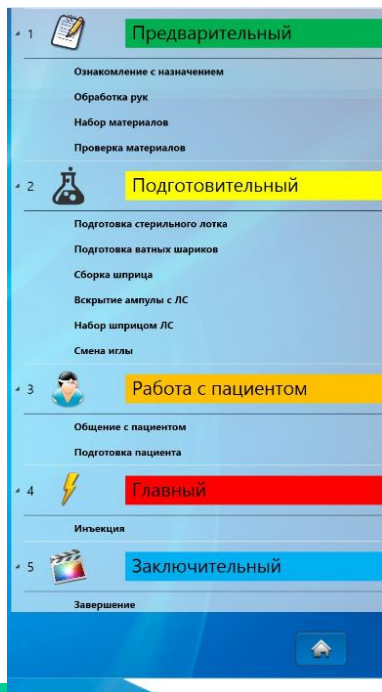 1 Предварительный
Ознакомление с назначением
Обработка рук
Набор материалов
Проверка материалов
2 Подготовительный
Подготовка стерильного лотка
Подготовка ватных шариков
Сборка шприца
Вскрытие ампулы с ЛС
Набор шприцом ЛС
Смена иглы
3 Работа с пациентом
Общение с пациентом
Подготовка пациента
4 Главный
Инъекция
5 Заключительный
Завершение